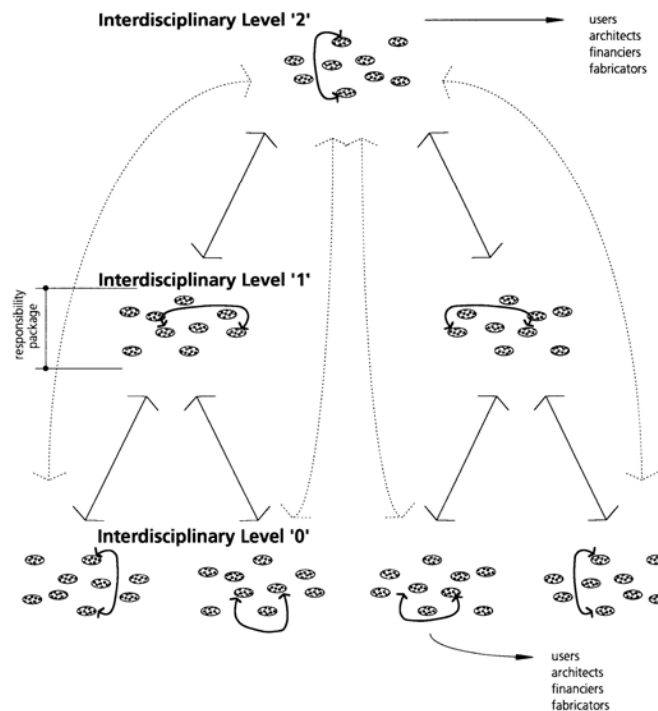 Interdisciplinary Level '2'
users
architects
financiers
fabricators
Interdisciplinary Level '1'
responsibility
package
Interdisciplinary Level '0'
users
architects
financiers
fabricators